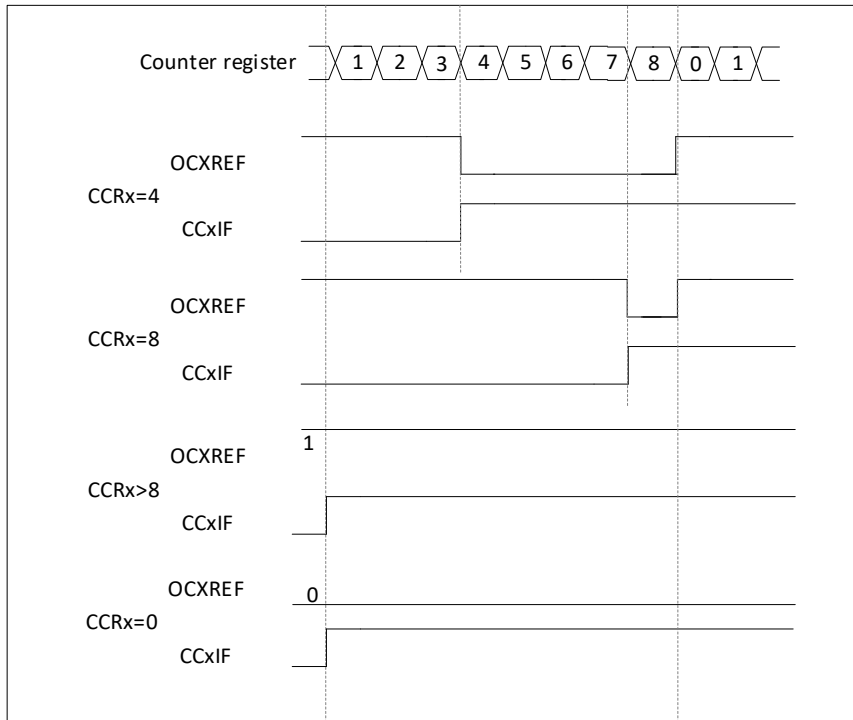 Counter register 1 2 3 4 5 6 7 8 0 1
OCXREF
CCRx=4
CCxIF
OCXREF
CCRx=8
CCxIF
1
OCXREF
CCRx>8
CCxIF
OCXREF 0
CCRx=0
CCxIF